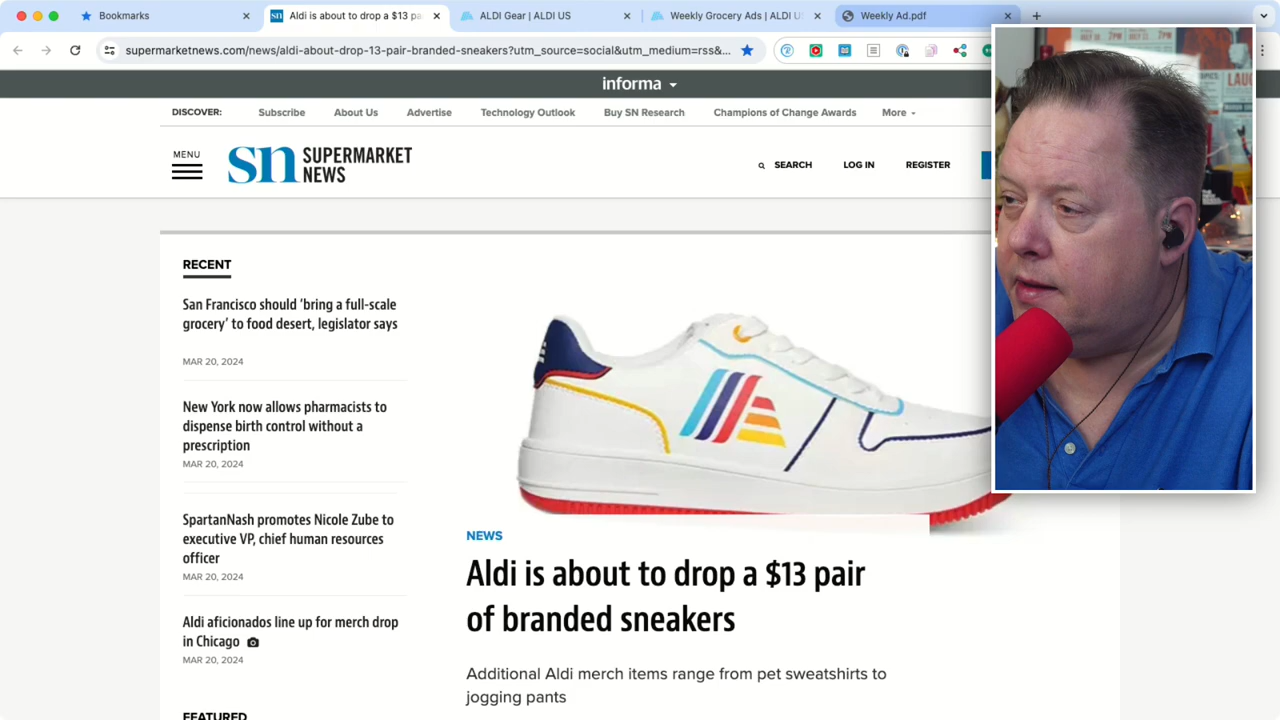 Bookmarks
Aldi is about to drop a $13 pa
ALDI Gear | ALDI US
Weekly Grocery Ads | ALDI U
Weekly Ad.pdf
supermarketnews.com/news/aldi-about-drop-13-pair-branded-sneakers?utm_source=social&utm_medium=rss&...
informa
DISCOVER:
Subscribe
About Us
Advertise
Technology Outlook
Buy SN Research
Champions of Change Awards
More
MENU
sn SUPERMARKET
NEWS
SEARCH
LOG IN
REGISTER
RECENT
San Francisco should 'bring a full-scale
grocery' to food desert, legislator says
MAR 20, 2024
New York now allows pharmacists to
dispense birth control without a
prescription
MAR 20, 2024
SpartanNash promotes Nicole Zube to
executive VP, chief human resources
officer
MAR 20, 2024
Aldi aficionados line up for merch drop
in Chicago
MAR 20, 2024
FEATURED
NEWS
Aldi is about to drop a $13 pair
of branded sneakers
Additional Aldi merch items range from pet sweatshirts to
jogging pants